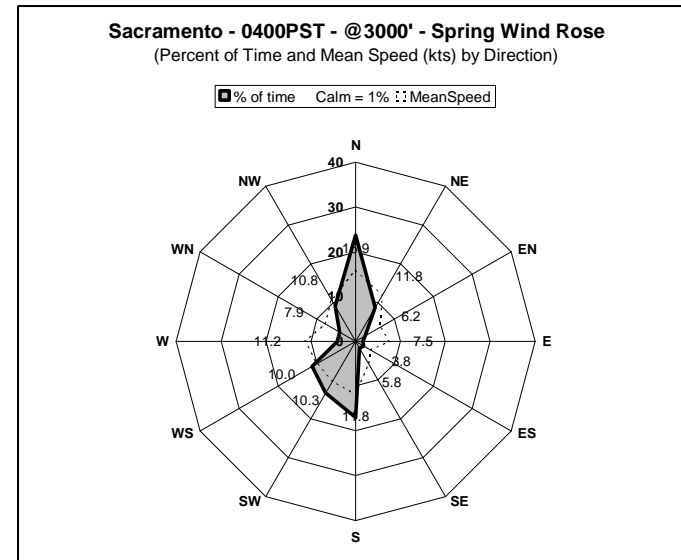 Sacramento - 0400PST - @3000' - Spring Wind Rose
(Percent of Time and Mean Speed (kts) by Direction)
% of time Calm = 1% MeanSpeed
N
40
NW NE
30
WN EN
20
10.8 11.8
10
7.9 6.2
W 11.2 0 7.5 E
3.8
10.0 5.8
10.3
WS ES
SW SE
S